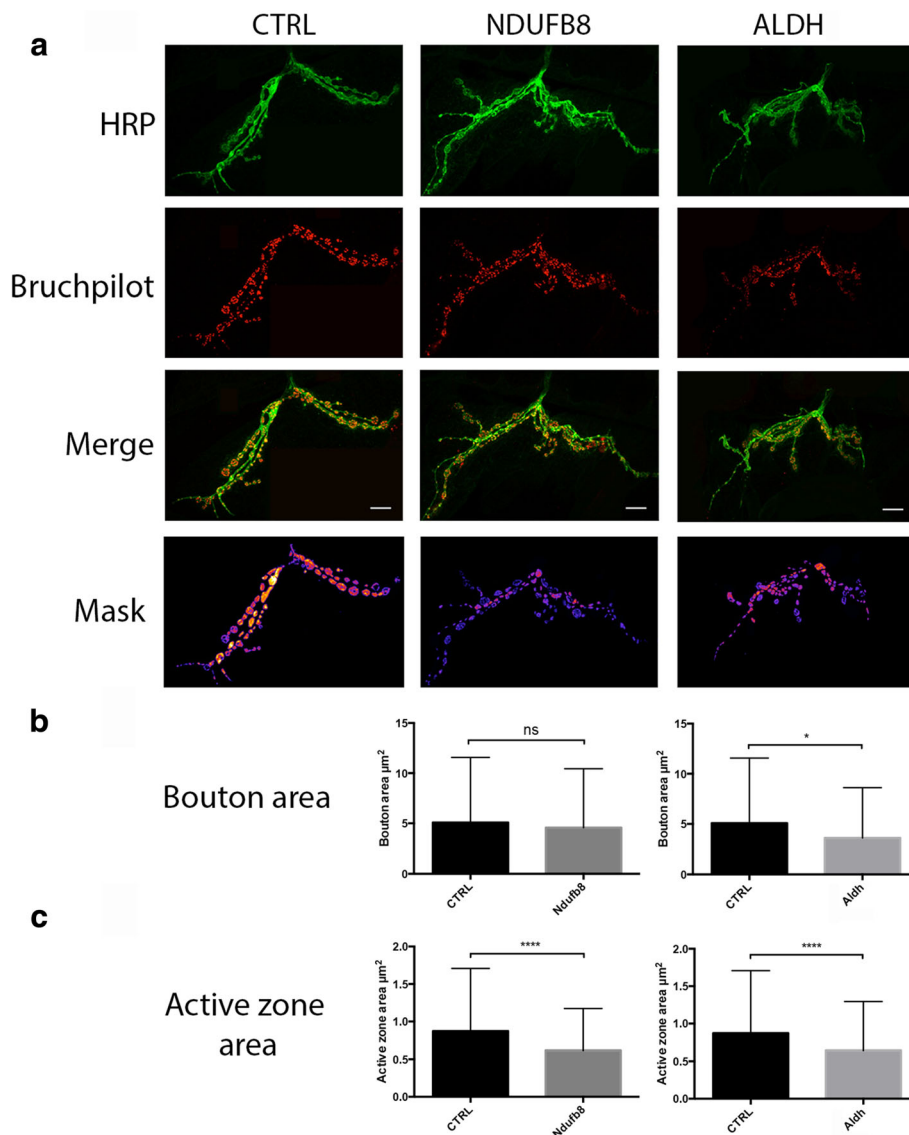 a
CTRL NDUFB8 ALDH
HRP
Bruchpilot
Merge
Mask
b
Bouton area
Bouton area µm²
15
10
5
0
ns
CTRL
Ndufb8
Bouton area µm²
15
10
5
0
*
CTRL
Aldh
c
Active zone
area
Active zone area µm²
2.0
1.5
1.0
0.5
0.0
****
CTRL
Ndufb8
Active zone area µm²
2.0
1.5
1.0
0.5
0.0
****
CTRL
Aldh